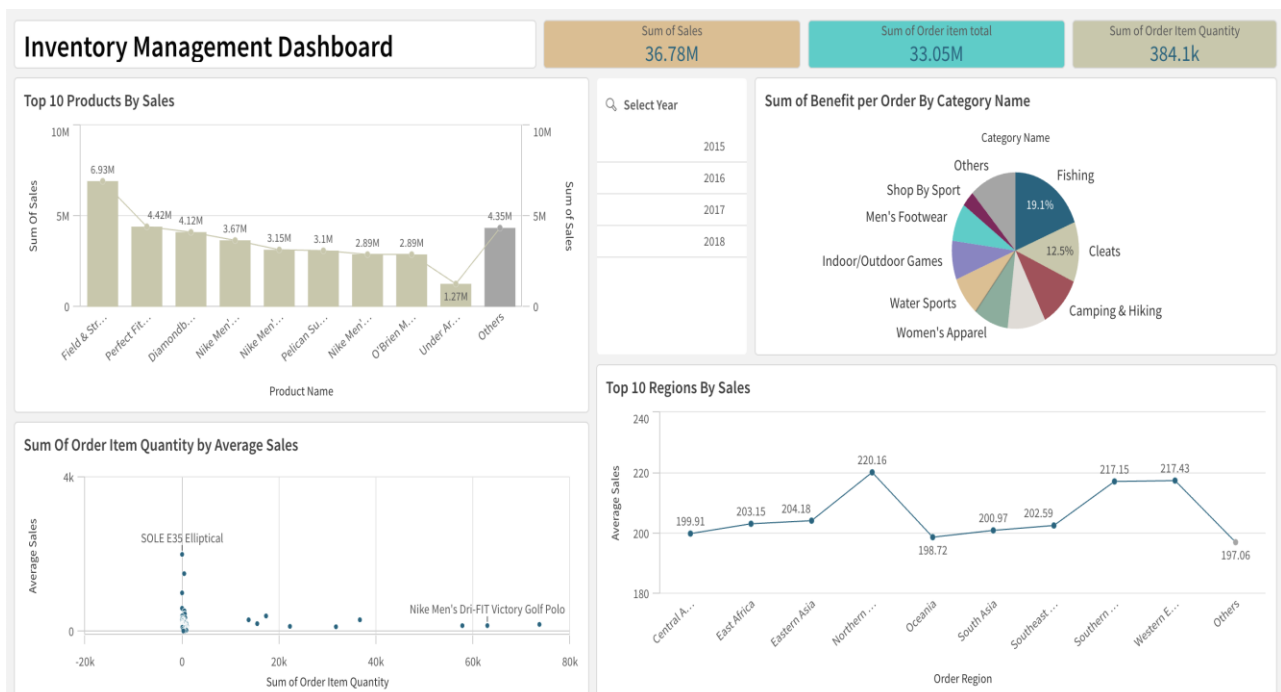 Inventory Management Dashboard
Sum of Sales
36.78M
Sum of Order item total
33.05M
Sum of Order Item Quantity
384.1k
Top 10 Products By Sales
10M
10M
6.93M
4.42M
4.12M
3.67M
3.15M
3.1M
2.89M
2.89M
1.27M
4.35M
5M
5M
0
0
Sum Of Sales
Sum of Sales
Field & Str...
Perfect Fit...
Diamondb...
Nike Men'...
Nike Men'...
Pelican Su...
Nike Men'...
O'Brien M...
Under Ar...
Others
Product Name
Select Year
2015
2016
2017
2018
Sum of Benefit per Order By Category Name
Category Name
Others
Fishing
Shop By Sport
19.1%
Men's Footwear
12.5%
Cleats
Indoor/Outdoor Games
Water Sports
Camping & Hiking
Women's Apparel
Sum Of Order Item Quantity by Average Sales
4k
Average Sales
SOLE E35 Elliptical
Nike Men's Dri-FIT Victory Golf Polo
0
-20k
0
20k
40k
60k
80k
Sum of Order Item Quantity
Top 10 Regions By Sales
240
220
200
180
Average Sales
199.91
203.15
204.18
220.16
198.72
200.97
202.59
217.15
217.43
197.06
Central A...
East Africa
Eastern Asia
Northern ...
Oceania
South Asia
Southeast ...
Southern ...
Western E...
Others
Order Region